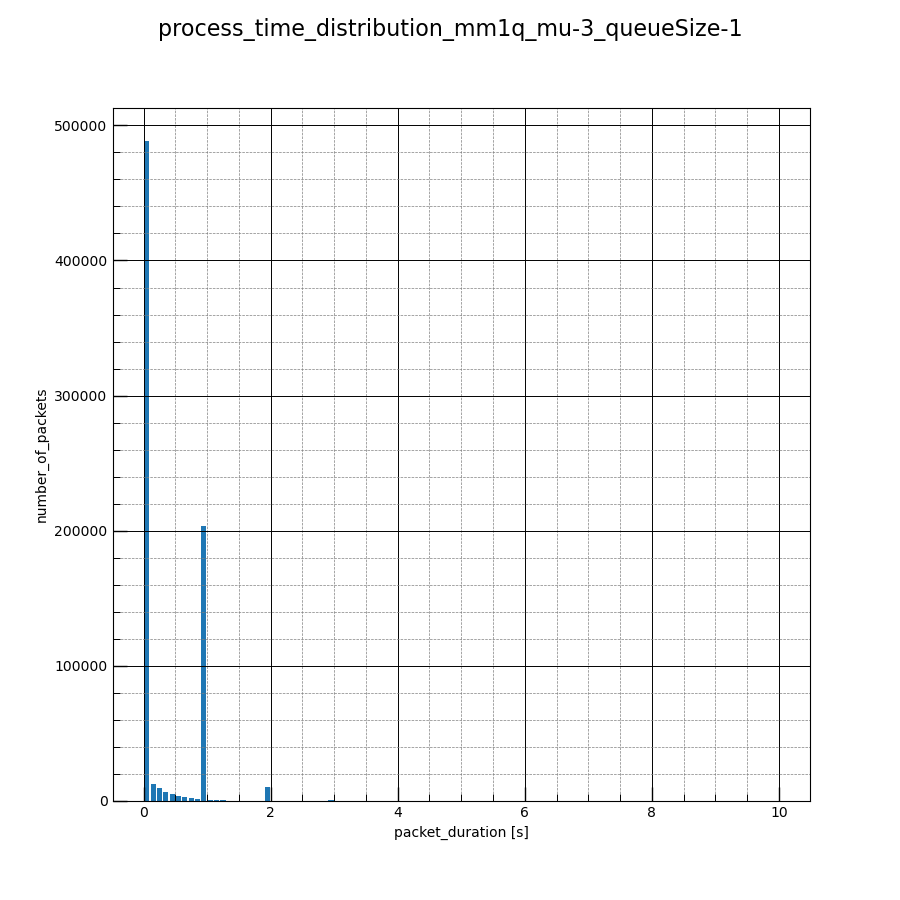 process_time_distribution_mm1q_mu-3_queueSize-1
500000
400000
300000
200000
100000
0
number_of_packets
0 2 4 6 8 10
packet_duration [s]